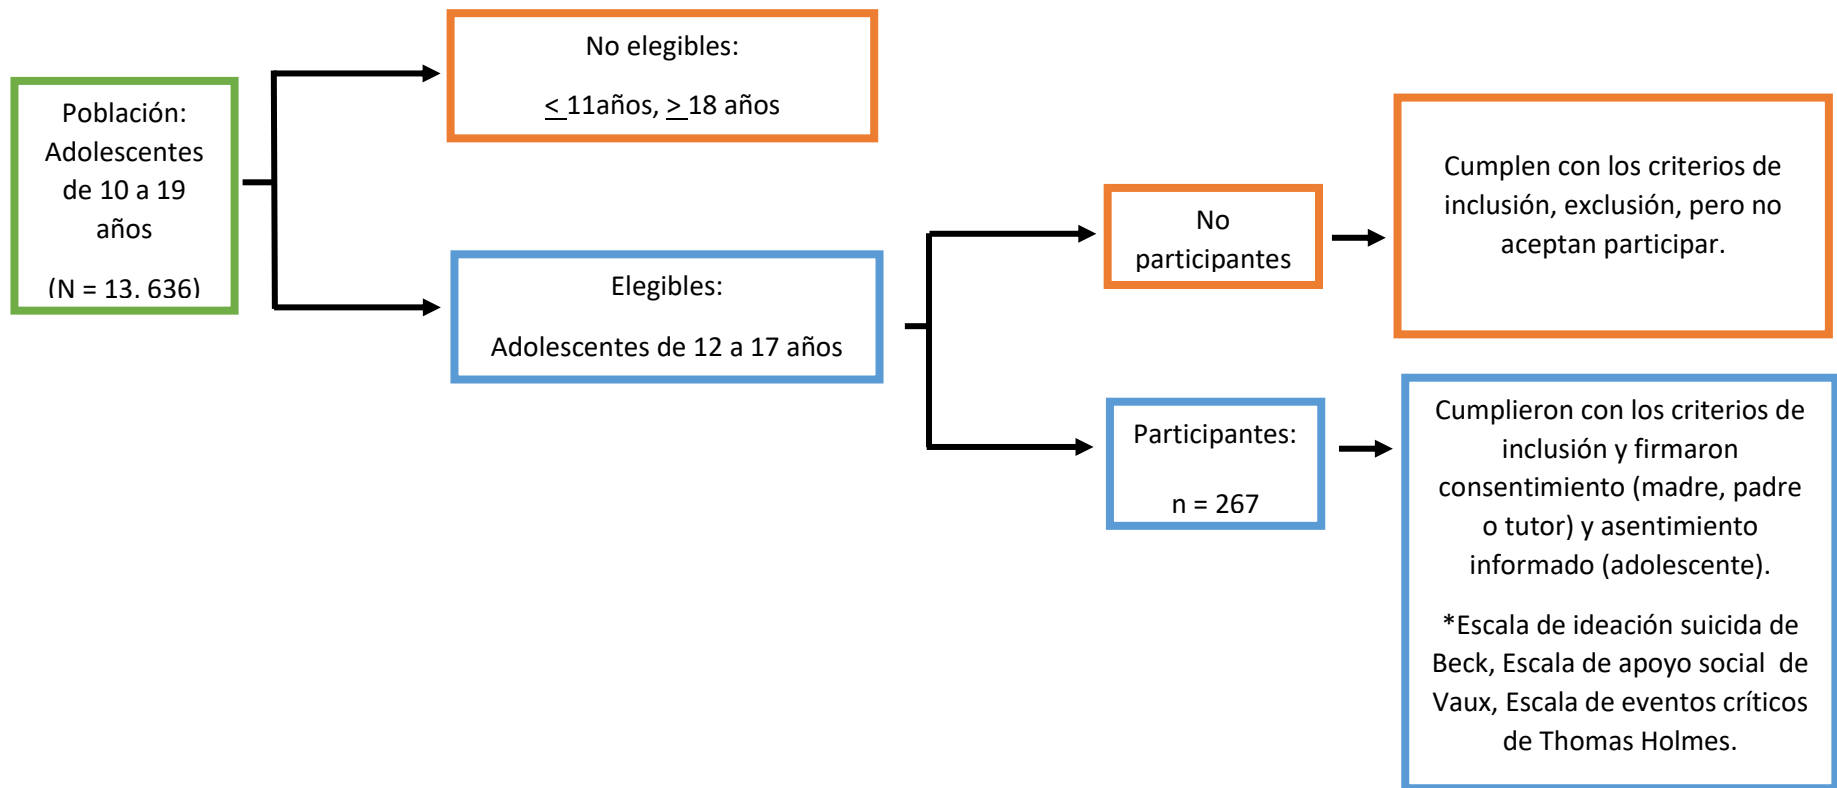 Población:
Adolescentes
de 10 a 19
años
(N = 13. 636)
No elegibles:
< 11años, > 18 años
Elegibles:
Adolescentes de 12 a 17 años
No
participantes
Cumplen con los criterios de
inclusión, exclusión, pero no
aceptan participar.
Participantes:
n = 267
Cumplieron con los criterios de
inclusión y firmaron
consentimiento (madre, padre
o tutor) y asentimiento
informado (adolescente).
*Escala de ideación suicida de
Beck, Escala de apoyo social  de
Vaux, Escala de eventos críticos
de Thomas Holmes.